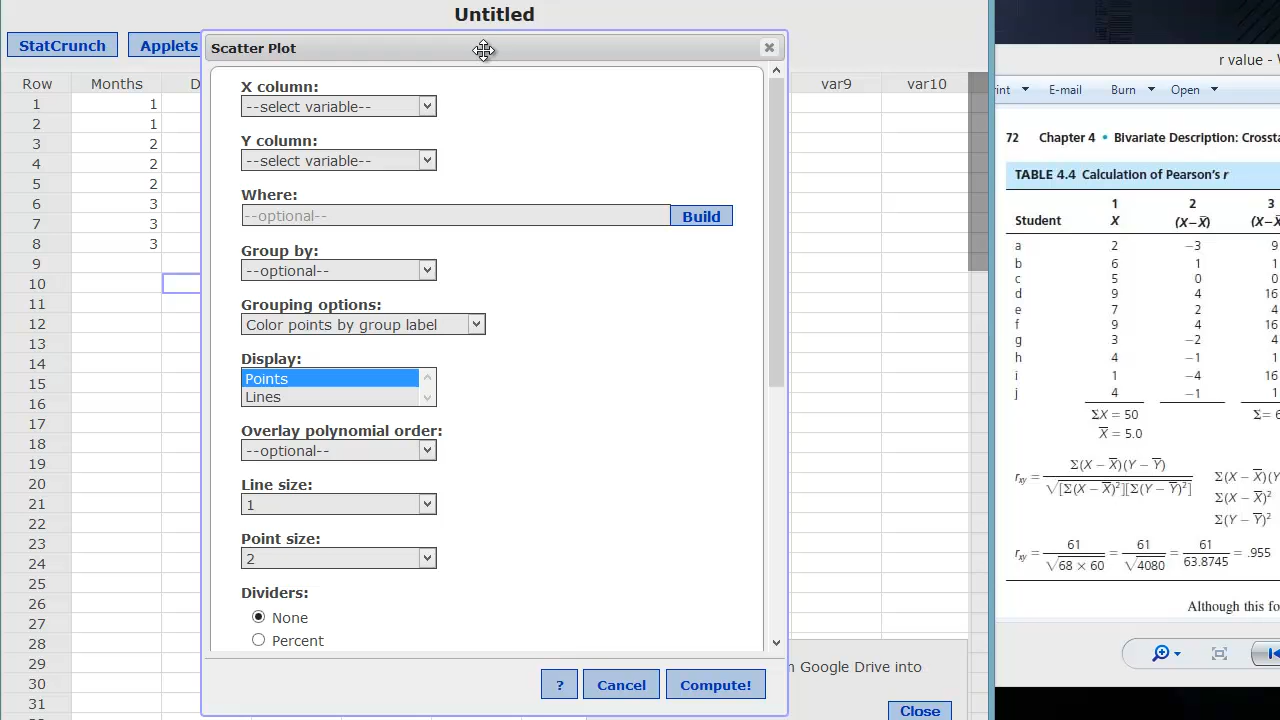 Untitled
StatCrunch Applets
Scatter Plot
Row Months D var9 var10
1 1
2 1
3 2
4 2
5 2
6 3
7 3
8 3
9
10
11
12
13
14
15
16
17
18
19
20
21
22
23
24
25
26
27
28
29
30
31
X column:
--select variable--
Y column:
--select variable--
Where:
--optional-- Build
Group by:
--optional--
Grouping options:
Color points by group label
Display:
Points
Lines
Overlay polynomial order:
--optional--
Line size:
1
Point size:
2
Dividers:
None
Percent
? Cancel Compute!
n Google Drive into
Close
r value - W
int E-mail Burn Open
72 Chapter 4 • Bivariate Description: Crossta
TABLE 4.4 Calculation of Pearson's r
1 2 3
Student X (X–X̅) (X–X̅
a 2 −3 9
b 6 1 1
c 5 0 0
d 9 4 16
e 7 2 4
f 9 4 16
g 3 −2 4
h 4 −1 1
i 1 −4 16
j 4 −1 1
ΣX = 50 Σ= 6
X̅ = 5.0
r_xy = Σ(X − X̅)(Y − Y̅) / √[Σ(X − X̅)²][Σ(Y − Y̅)²] Σ(X − X̅)(Y
Σ(X − X̅)²
Σ(Y − Y̅)²
r_xy = 61 / √68 × 60 = 61 / √4080 = 61 / 63.8745 = .955
Although this fo